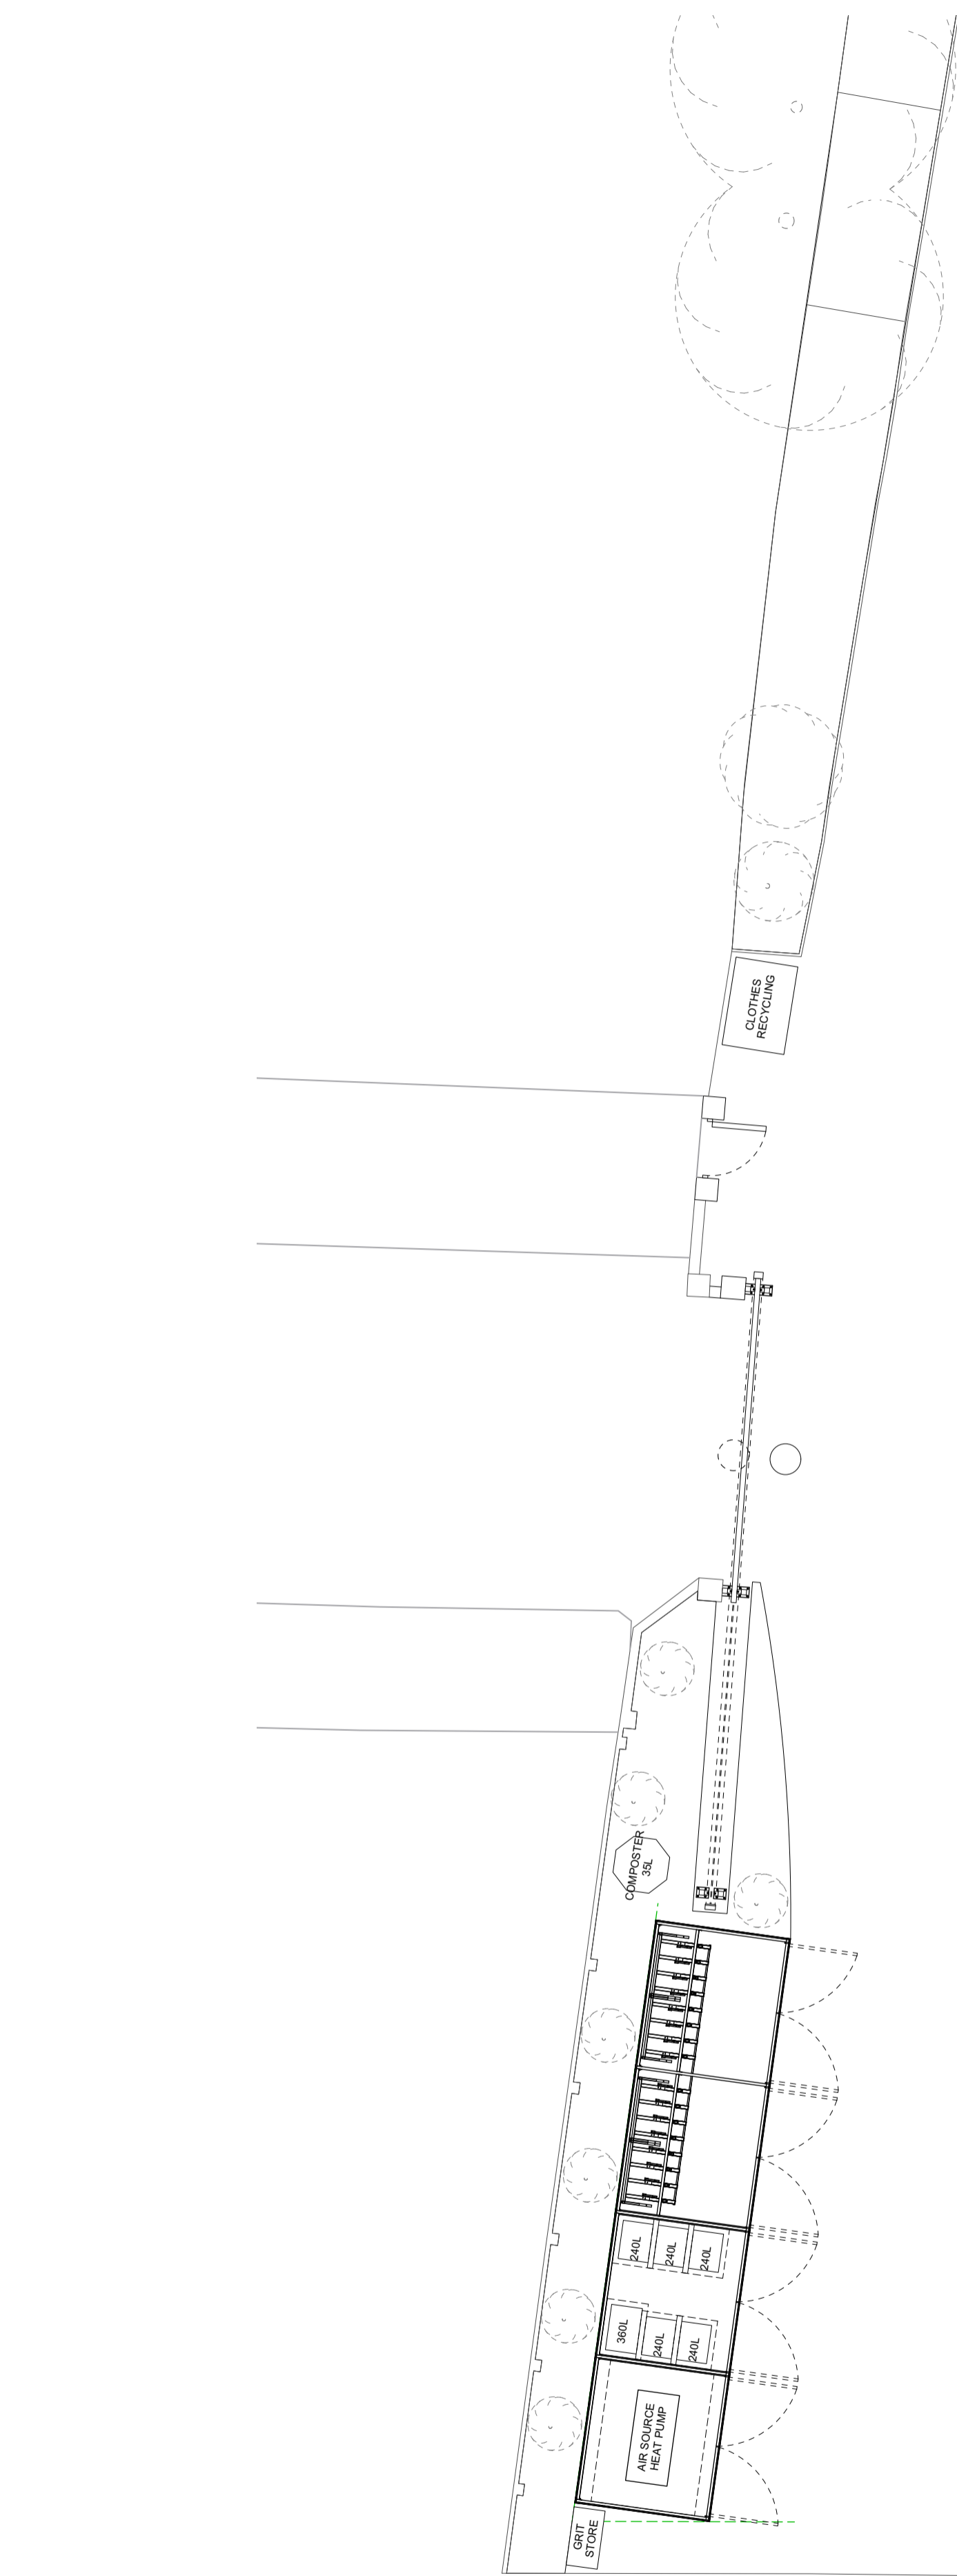 CLOTHES
RECYCLING
COMPOSTER
35L
240L
240L
240L
360L
240L
240L
AIR SOURCE
HEAT PUMP
GRIT
STORE